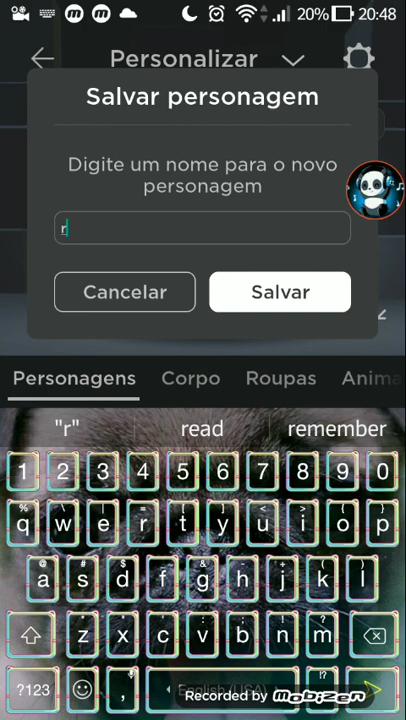 20% 20:48
Personalizar
Salvar personagem
Digite um nome para o novo
personagem
r
Cancelar Salvar
Personagens Corpo Roupas Anima
"r" read remember
1 2 3 4 5 6 7 8 9 0
% \ | = [ ] < > { }
q w e r t y u i o p
@ # $ _ & - + ( )
a s d f g h j k l
* " ' : ; ! ?
z x c v b n m
?123 , English (USA) !?
Recorded by mobizen